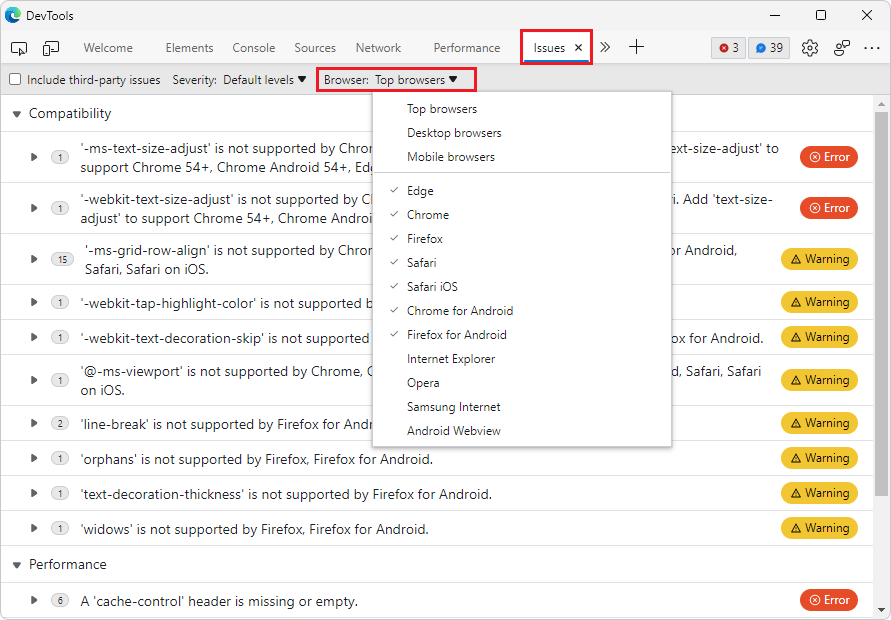 DevTools
Welcome Elements Console Sources Network Performance Issues 3 39
Include third-party issues Severity: Default levels Browser: Top browsers
Top browsers
Desktop browsers
Mobile browsers
Edge
Chrome
Firefox
Safari
Safari iOS
Chrome for Android
Firefox for Android
Internet Explorer
Opera
Samsung Internet
Android Webview
Compatibility
1 '-ms-text-size-adjust' is not supported by Chrom ext-size-adjust' to Error
support Chrome 54+, Chrome Android 54+, Edg
1 '-webkit-text-size-adjust' is not supported by C i. Add 'text-size- Error
adjust' to support Chrome 54+, Chrome Androi
15 '-ms-grid-row-align' is not supported by Chrom or Android, Warning
Safari, Safari on iOS.
1 '-webkit-tap-highlight-color' is not supported b Warning
1 '-webkit-text-decoration-skip' is not supported ox for Android. Warning
1 '@-ms-viewport' is not supported by Chrome, C d, Safari, Safari Warning
on iOS.
2 'line-break' is not supported by Firefox for Andr Warning
1 'orphans' is not supported by Firefox, Firefox for Android. Warning
1 'text-decoration-thickness' is not supported by Firefox for Android. Warning
1 'widows' is not supported by Firefox, Firefox for Android. Warning
Performance
6 A 'cache-control' header is missing or empty. Error